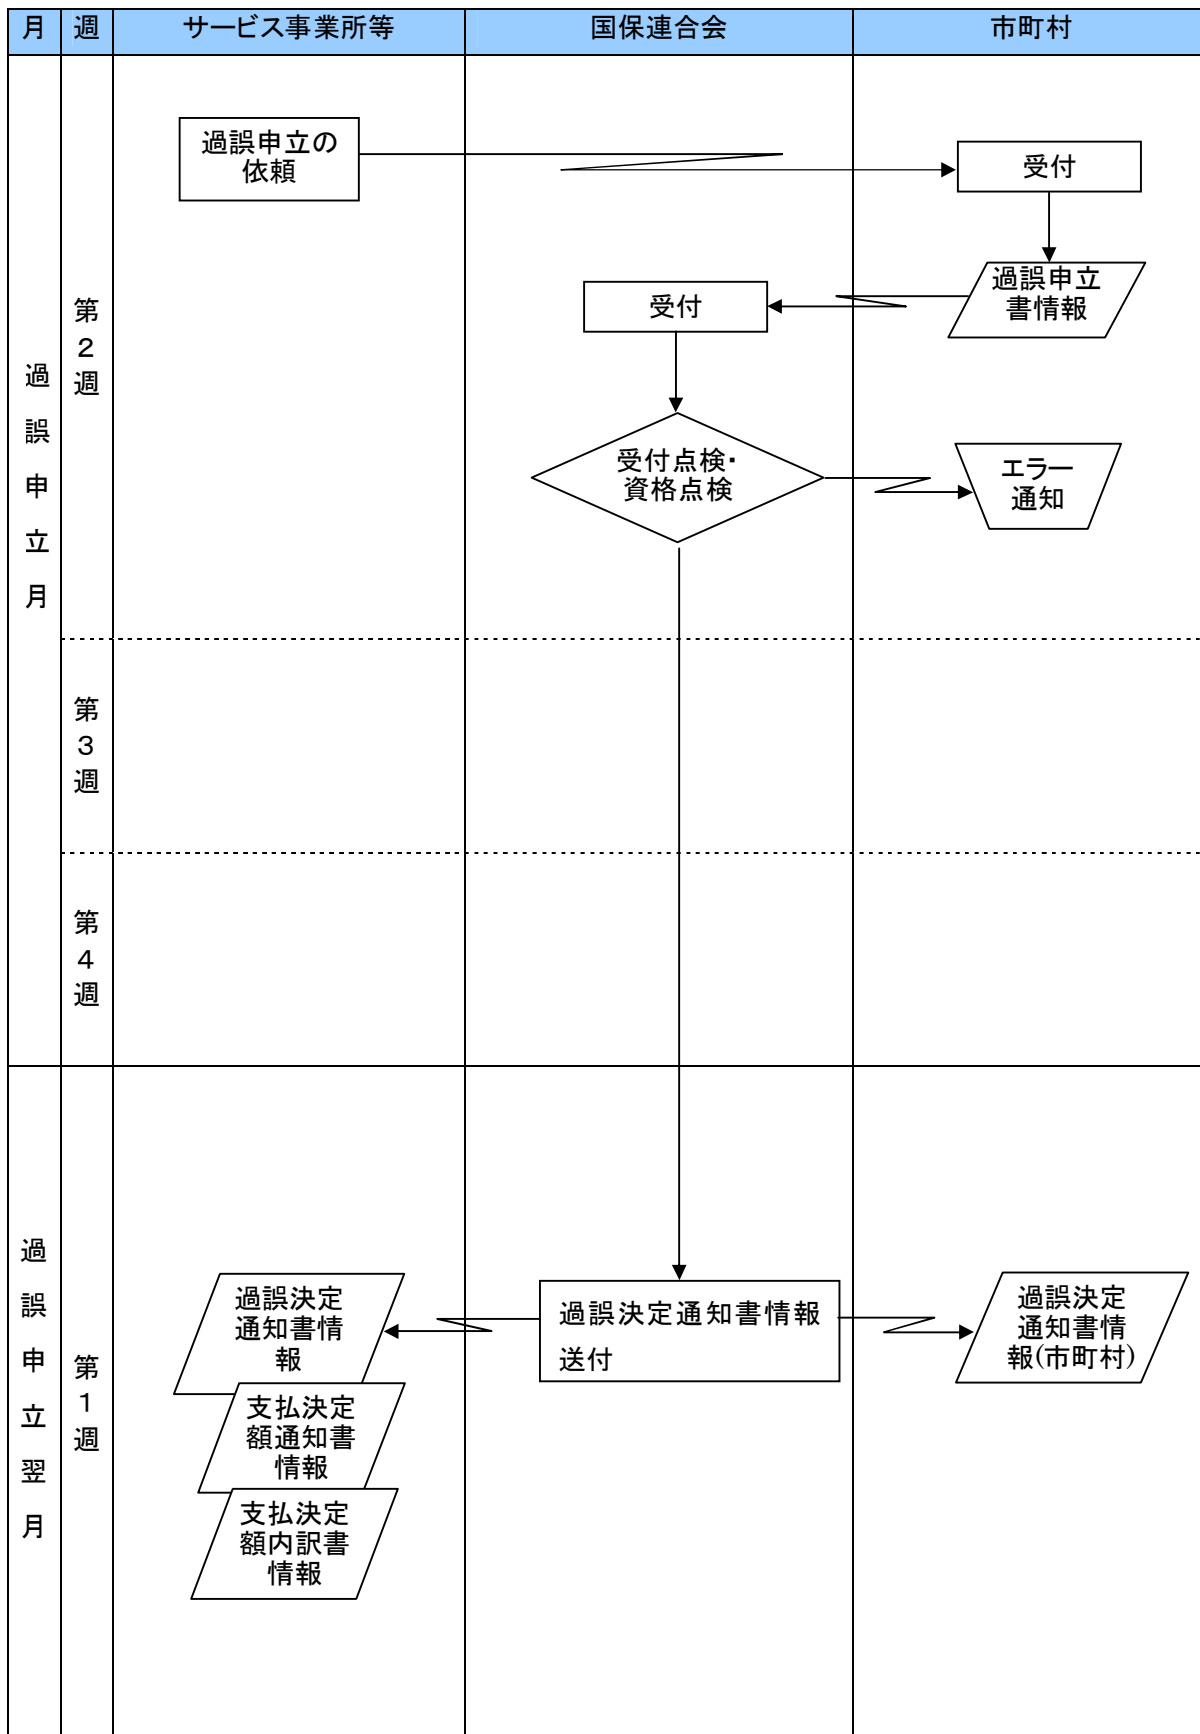 月 週 サービス事業所等 国保連合会 市町村
過誤申立月
第2週
過誤申立の
依頼
受付
過誤申立
書情報
受付
受付点検・
資格点検
エラー
通知
第3週
第4週
過誤申立翌月
第1週
過誤決定通知書情報
送付
過誤決定
通知書情
報
支払決定
額通知書
情報
支払決定
額内訳書
情報
過誤決定
通知書情
報(市町村)